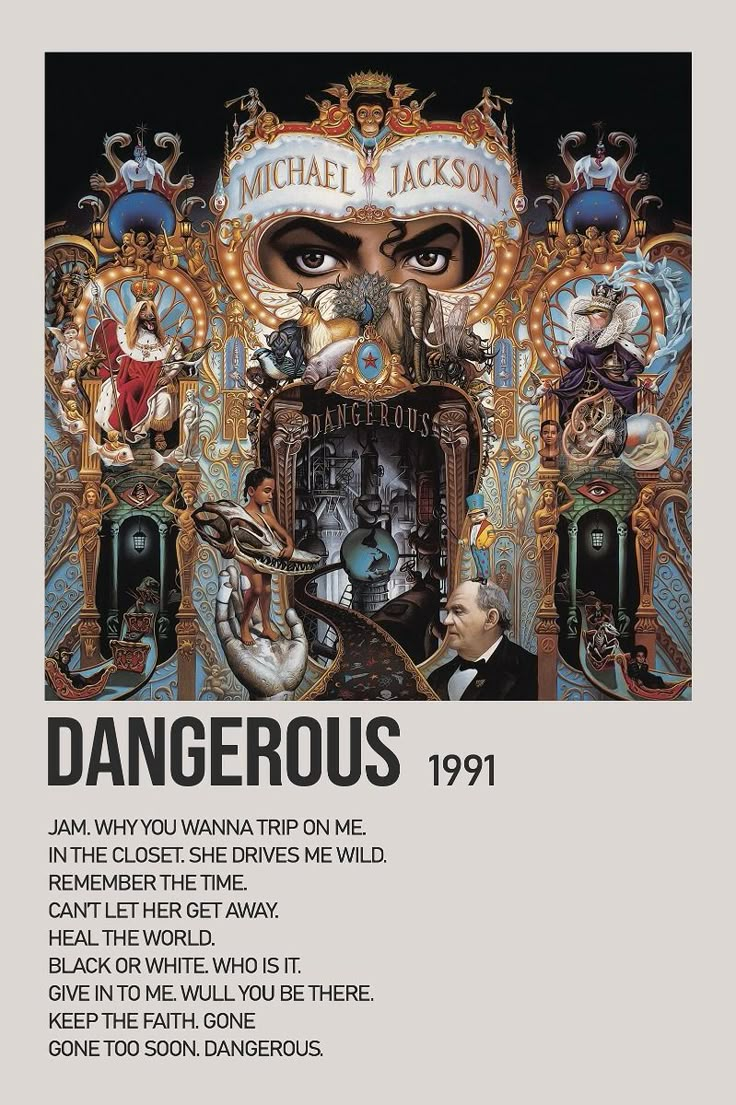 MICHAEL JACKSON
DANGEROUS
DANGEROUS 1991
JAM. WHY YOU WANNA TRIP ON ME.
IN THE CLOSET. SHE DRIVES ME WILD.
REMEMBER THE TIME.
CAN'T LET HER GET AWAY.
HEAL THE WORLD.
BLACK OR WHITE. WHO IS IT.
GIVE IN TO ME. WULL YOU BE THERE.
KEEP THE FAITH. GONE
GONE TOO SOON. DANGEROUS.